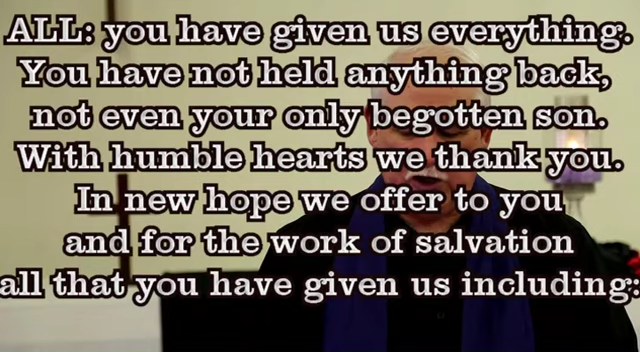 ALL: you have given us everything.
You have not held anything back,
not even your only begotten son.
With humble hearts we thank you.
In new hope we offer to you
and for the work of salvation
all that you have given us including: